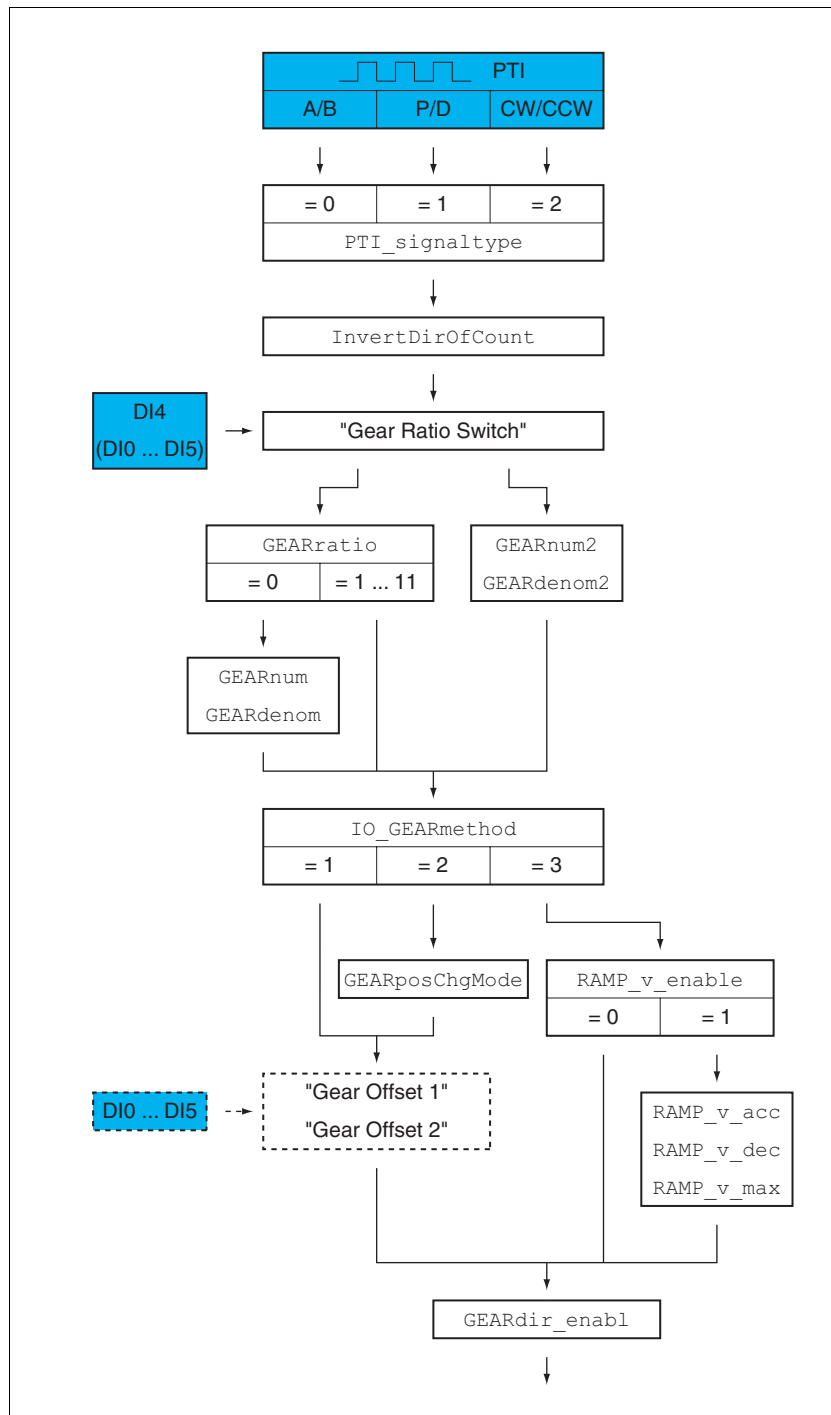 PTI
A/B P/D CW/CCW
= 0 = 1 = 2
PTI_signaltype
InvertDirOfCount
DI4
(DI0 ... DI5)
"Gear Ratio Switch"
GEARratio
= 0 = 1 ... 11
GEARnum2
GEARdenom2
GEARnum
GEARdenom
IO_GEARmethod
= 1 = 2 = 3
GEARposChgMode
RAMP_v_enable
= 0 = 1
DI0 ... DI5
"Gear Offset 1"
"Gear Offset 2"
RAMP_v_acc
RAMP_v_dec
RAMP_v_max
GEARdir_enabl